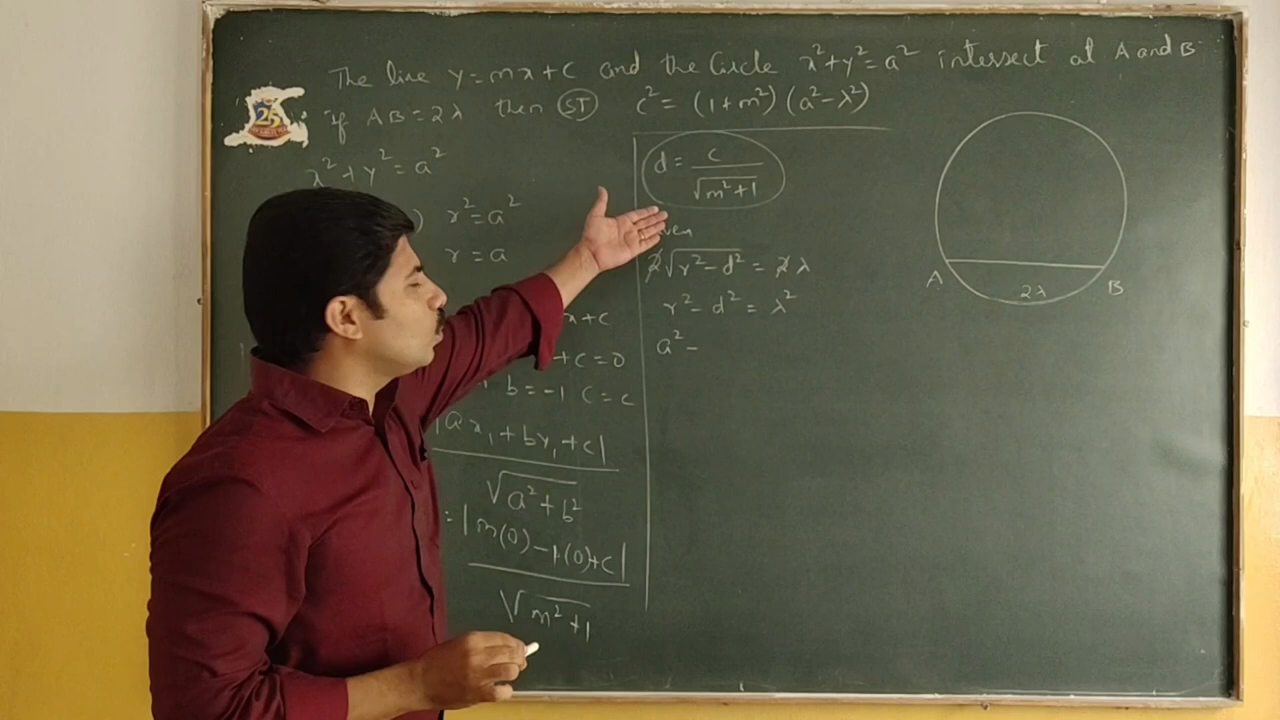 The line y = mx + c and the Circle x² + y² = a² intersect at A and B
if AB = 2λ then ST c² = (1+m²) (a² − λ²)
25
x² + y² = a²
) r² = a²
r = a
x + c
+ c = 0
b = −1 c = c
|ax₁ + by₁ + c|
√a² + b²
= |m(0) − 1(0) + c|
√m² + 1
d = c
√m² + 1
2√r² − d² = 2λ
r² − d² = λ²
a² −
A 2λ B